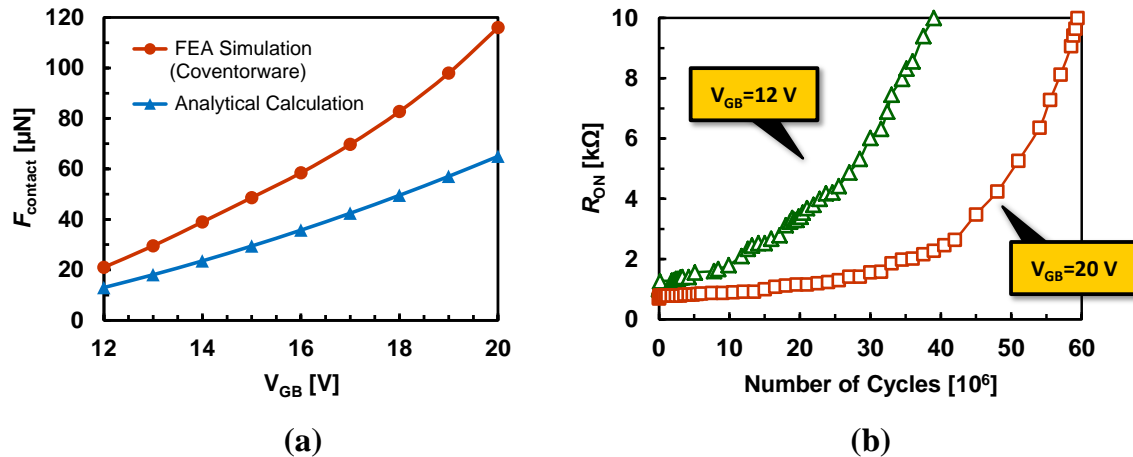 120
100
80
60
40
20
0
F_contact [µN]
FEA Simulation
(Coventorware)
Analytical Calculation
12 14 16 18 20
V_GB [V]
(a)
10
8
6
4
2
0
R_ON [kΩ]
V_GB=12 V
V_GB=20 V
0 10 20 30 40 50 60
Number of Cycles [10⁶]
(b)